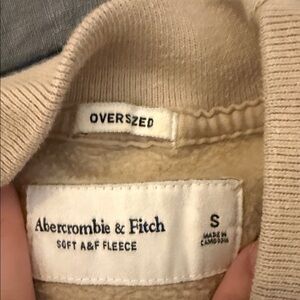 OVERSIZED
Abercrombie & Fitch
SOFT A&F FLEECE
S
MADE IN
CAMBODIA